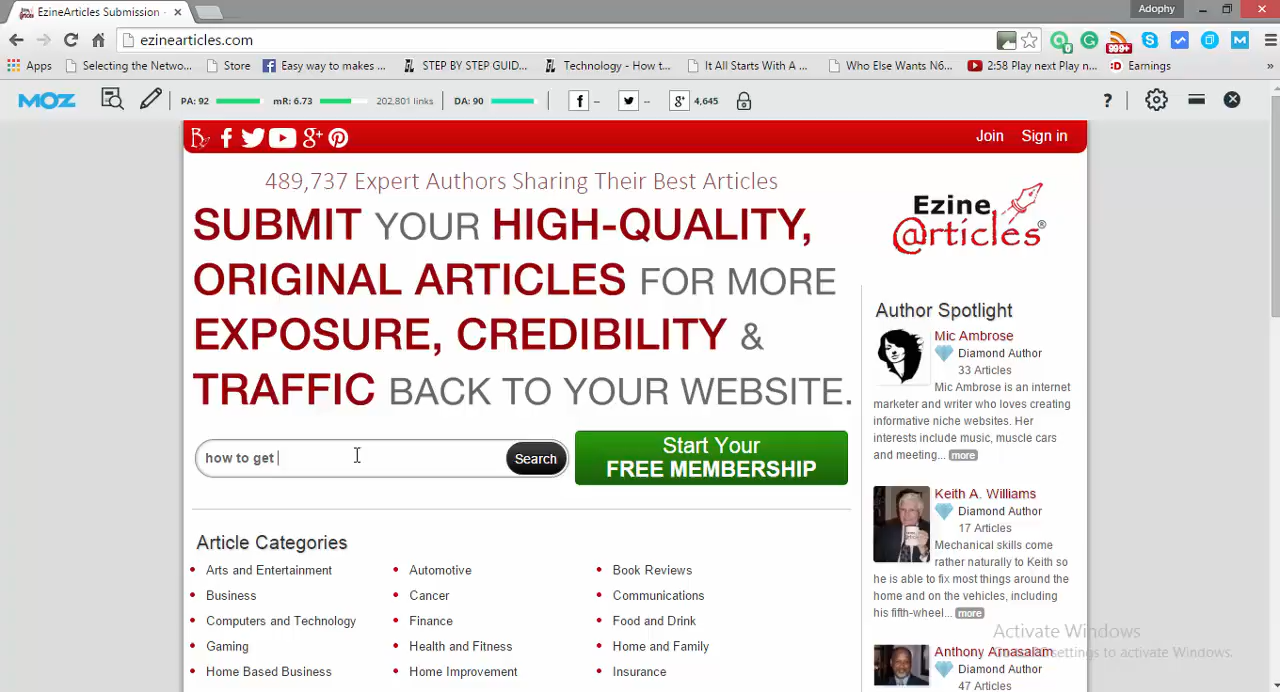 EzineArticles Submission -
Adophy
ezinearticles.com
0
999+
Apps
Selecting the Netwo...
Store
Easy way to makes ...
STEP BY STEP GUID...
Technology - How t...
It All Starts With A ...
Who Else Wants N6...
2:58 Play next Play n...
Earnings
»
MOZ
PA: 92
mR: 6.73
202,801 links
DA: 90
--
--
4,645
?
Join
Sign in
489,737 Expert Authors Sharing Their Best Articles
SUBMIT YOUR HIGH-QUALITY,
ORIGINAL ARTICLES FOR MORE
EXPOSURE, CREDIBILITY &
TRAFFIC BACK TO YOUR WEBSITE.
Ezine
@rticles®
how to get
Search
Start Your
FREE MEMBERSHIP
Article Categories
Arts and Entertainment
Automotive
Book Reviews
Business
Cancer
Communications
Computers and Technology
Finance
Food and Drink
Gaming
Health and Fitness
Home and Family
Home Based Business
Home Improvement
Insurance
Author Spotlight
Mic Ambrose
Diamond Author
33 Articles
Mic Ambrose is an internet
marketer and writer who loves creating
informative niche websites. Her
interests include music, muscle cars
and meeting... more
Keith A. Williams
Diamond Author
17 Articles
Mechanical skills come
rather naturally to Keith so
he is able to fix most things around the
home and on the vehicles, including
his fifth-wheel... more
Activate Windows
settings to activate Windows.
Anthony
Diamond Author
47 Articles